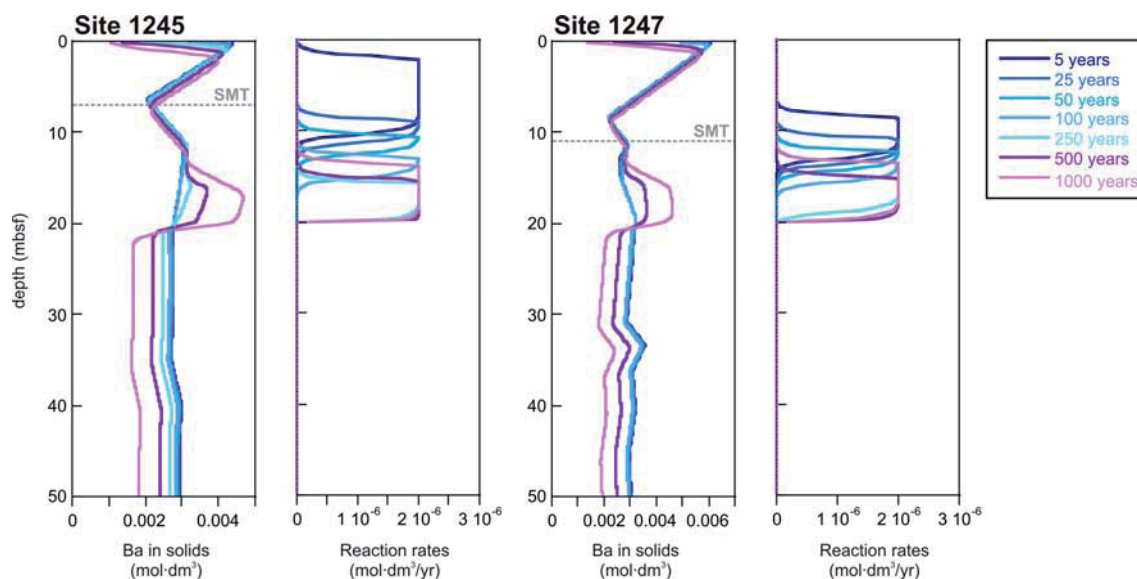 Site 1245
Site 1247
0
10
20
30
40
50
depth (mbsf)
SMT
0
0.002
0.004
Ba in solids
(mol·dm³)
0
1 10⁻⁶
2 10⁻⁶
3 10⁻⁶
Reaction rates
(mol·dm³/yr)
0
10
20
30
40
50
SMT
0
0.002
0.004
0.006
Ba in solids
(mol·dm³)
0
1 10⁻⁶
2 10⁻⁶
3 10⁻⁶
Reaction rates
(mol·dm³/yr)
5 years
25 years
50 years
100 years
250 years
500 years
1000 years